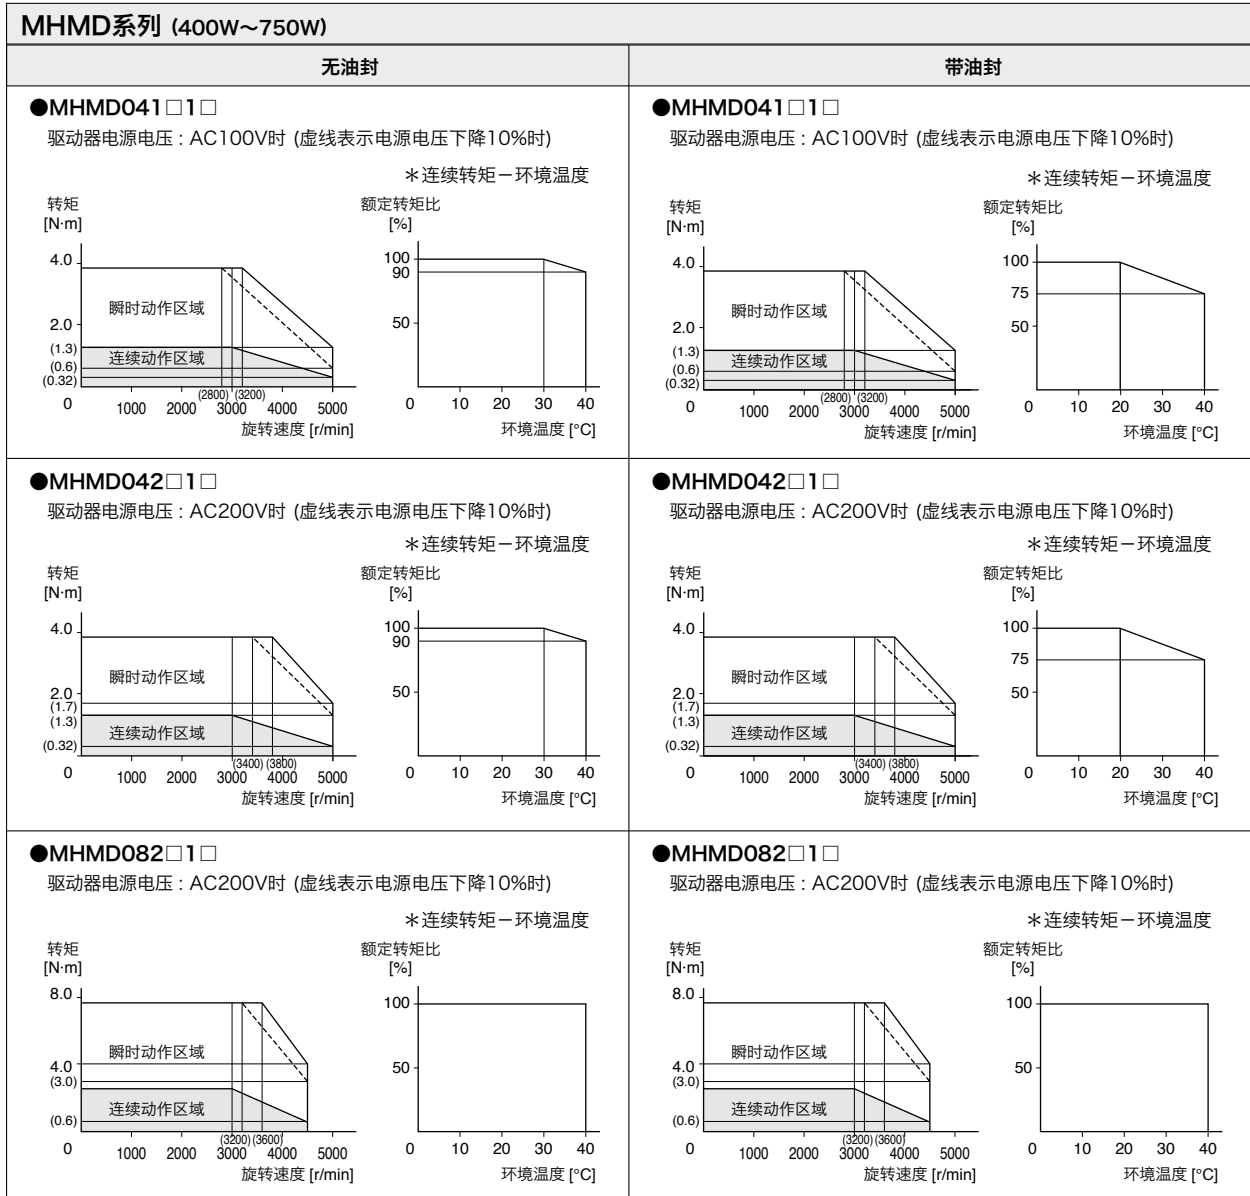 MHMD系列 (400W～750W)
无油封
带油封
●MHMD041□1□
驱动器电源电压 : AC100V时 (虚线表示电源电压下降10%时)
＊连续转矩－环境温度
转矩
[N·m]
4.0
2.0
(1.3)
(0.6)
(0.32)
瞬时动作区域
连续动作区域
(2800) (3200)
0 1000 2000 3000 4000 5000
旋转速度 [r/min]
额定转矩比
[%]
100
90
50
0 10 20 30 40
环境温度 [°C]
●MHMD041□1□
驱动器电源电压 : AC100V时 (虚线表示电源电压下降10%时)
＊连续转矩－环境温度
转矩
[N·m]
4.0
2.0
(1.3)
(0.6)
(0.32)
瞬时动作区域
连续动作区域
(2800) (3200)
0 1000 2000 3000 4000 5000
旋转速度 [r/min]
额定转矩比
[%]
100
75
50
0 10 20 30 40
环境温度 [°C]
●MHMD042□1□
驱动器电源电压 : AC200V时 (虚线表示电源电压下降10%时)
＊连续转矩－环境温度
转矩
[N·m]
4.0
2.0
(1.7)
(1.3)
(0.32)
瞬时动作区域
连续动作区域
(3400) (3800)
0 1000 2000 3000 4000 5000
旋转速度 [r/min]
额定转矩比
[%]
100
90
50
0 10 20 30 40
环境温度 [°C]
●MHMD042□1□
驱动器电源电压 : AC200V时 (虚线表示电源电压下降10%时)
＊连续转矩－环境温度
转矩
[N·m]
4.0
2.0
(1.7)
(1.3)
(0.32)
瞬时动作区域
连续动作区域
(3400) (3800)
0 1000 2000 3000 4000 5000
旋转速度 [r/min]
额定转矩比
[%]
100
75
50
0 10 20 30 40
环境温度 [°C]
●MHMD082□1□
驱动器电源电压 : AC200V时 (虚线表示电源电压下降10%时)
＊连续转矩－环境温度
转矩
[N·m]
8.0
4.0
(3.0)
(0.6)
瞬时动作区域
连续动作区域
(3200) (3600)
0 1000 2000 3000 4000 5000
旋转速度 [r/min]
额定转矩比
[%]
100
50
0 10 20 30 40
环境温度 [°C]
●MHMD082□1□
驱动器电源电压 : AC200V时 (虚线表示电源电压下降10%时)
＊连续转矩－环境温度
转矩
[N·m]
8.0
4.0
(3.0)
(0.6)
瞬时动作区域
连续动作区域
(3200) (3600)
0 1000 2000 3000 4000 5000
旋转速度 [r/min]
额定转矩比
[%]
100
50
0 10 20 30 40
环境温度 [°C]